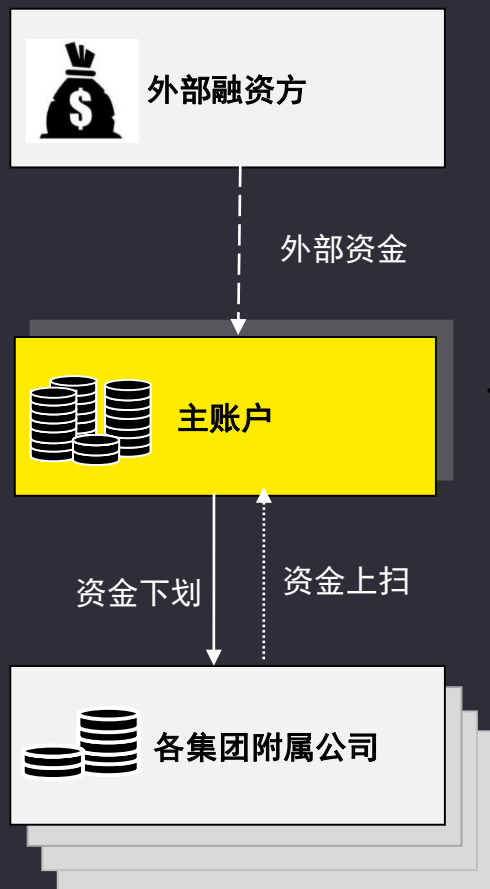 $
外部融资方
外部资金
主账户
资金下划
资金上扫
各集团附属公司